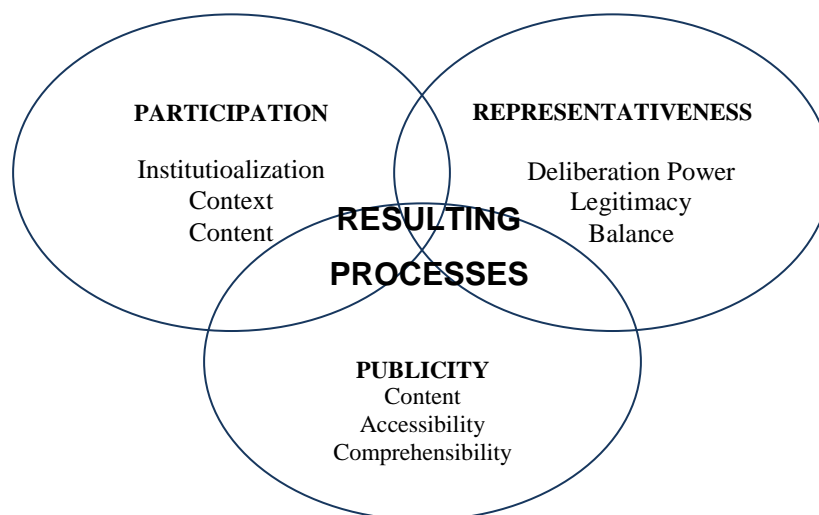 PARTICIPATION
Institutioalization
Context
Content
REPRESENTATIVENESS
Deliberation Power
Legitimacy
Balance
RESULTING
PROCESSES
PUBLICITY
Content
Accessibility
Comprehensibility